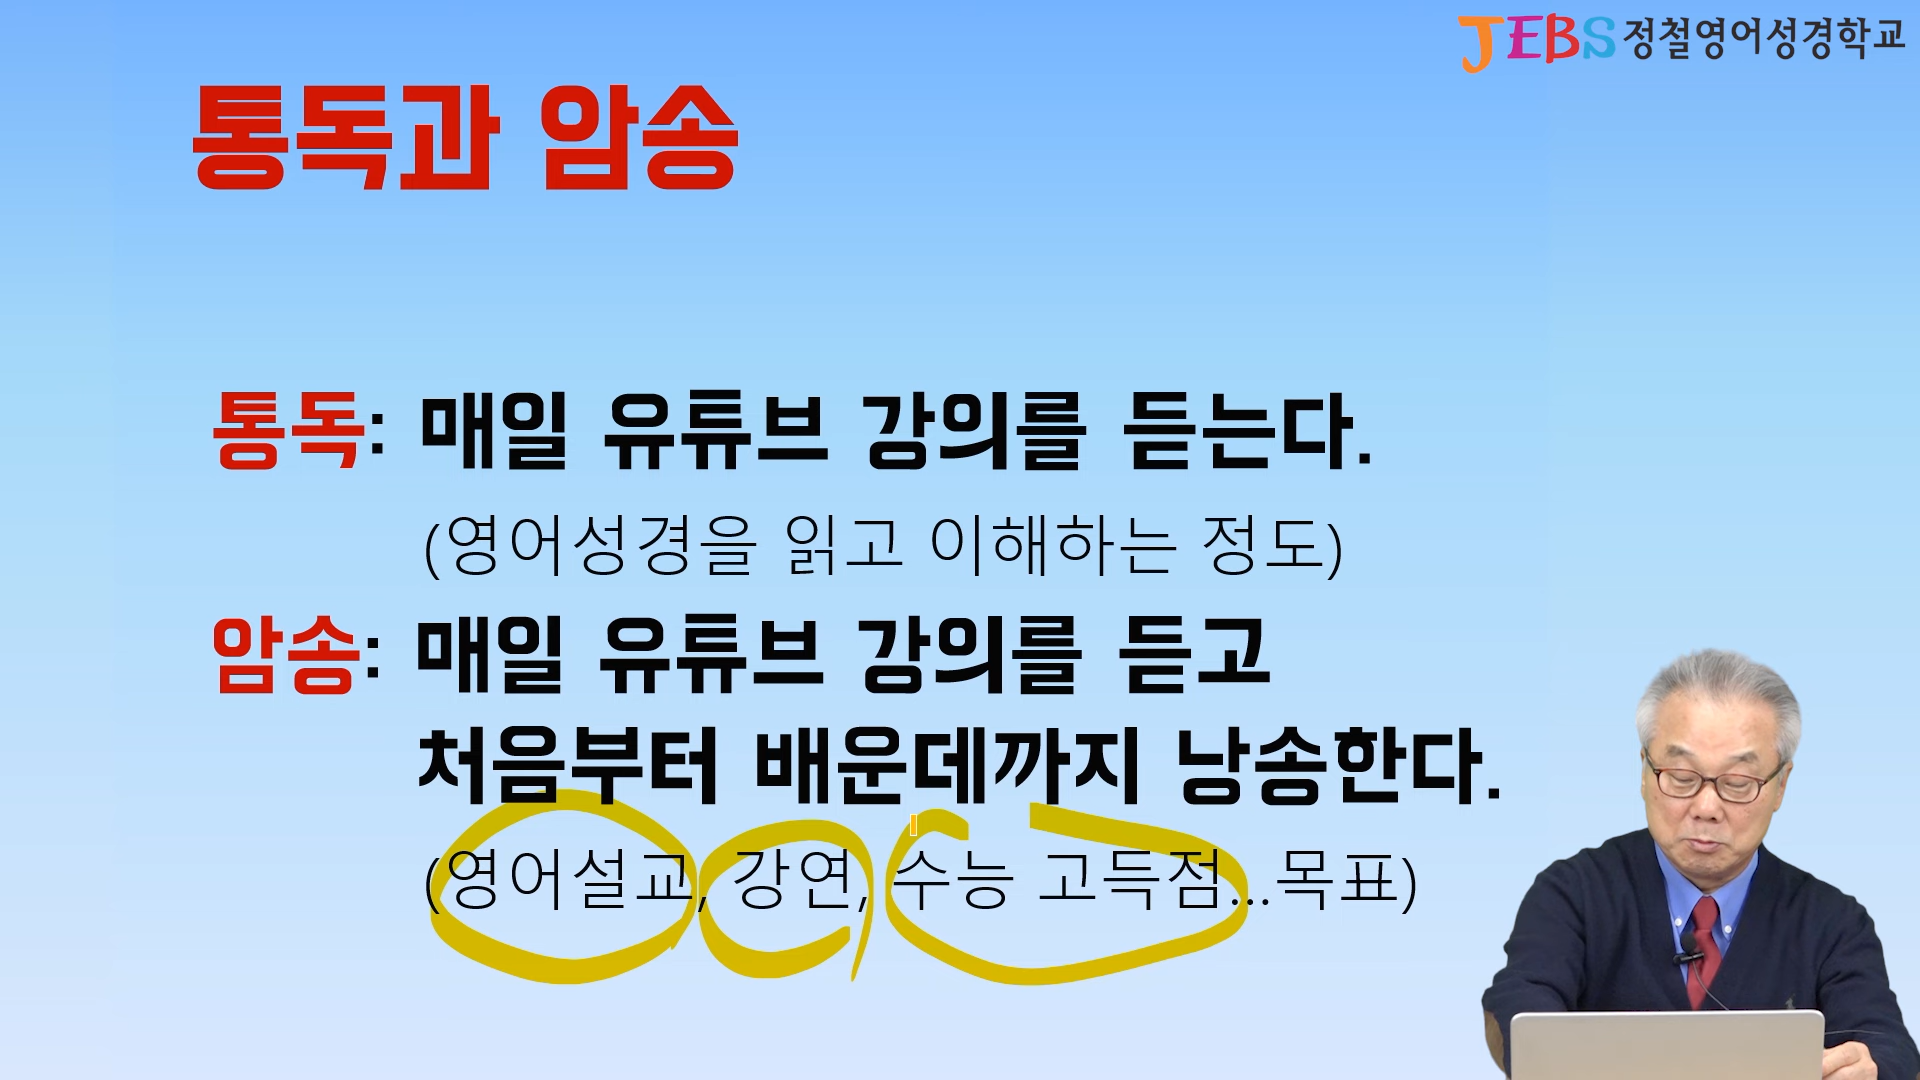 JEBS 정철영어성경학교
통독과 암송
통독: 매일 유튜브 강의를 듣는다.
(영어성경을 읽고 이해하는 정도)
암송: 매일 유튜브 강의를 듣고
처음부터 배운데까지 낭송한다.
(영어설교, 강연, 수능 고득점...목표)